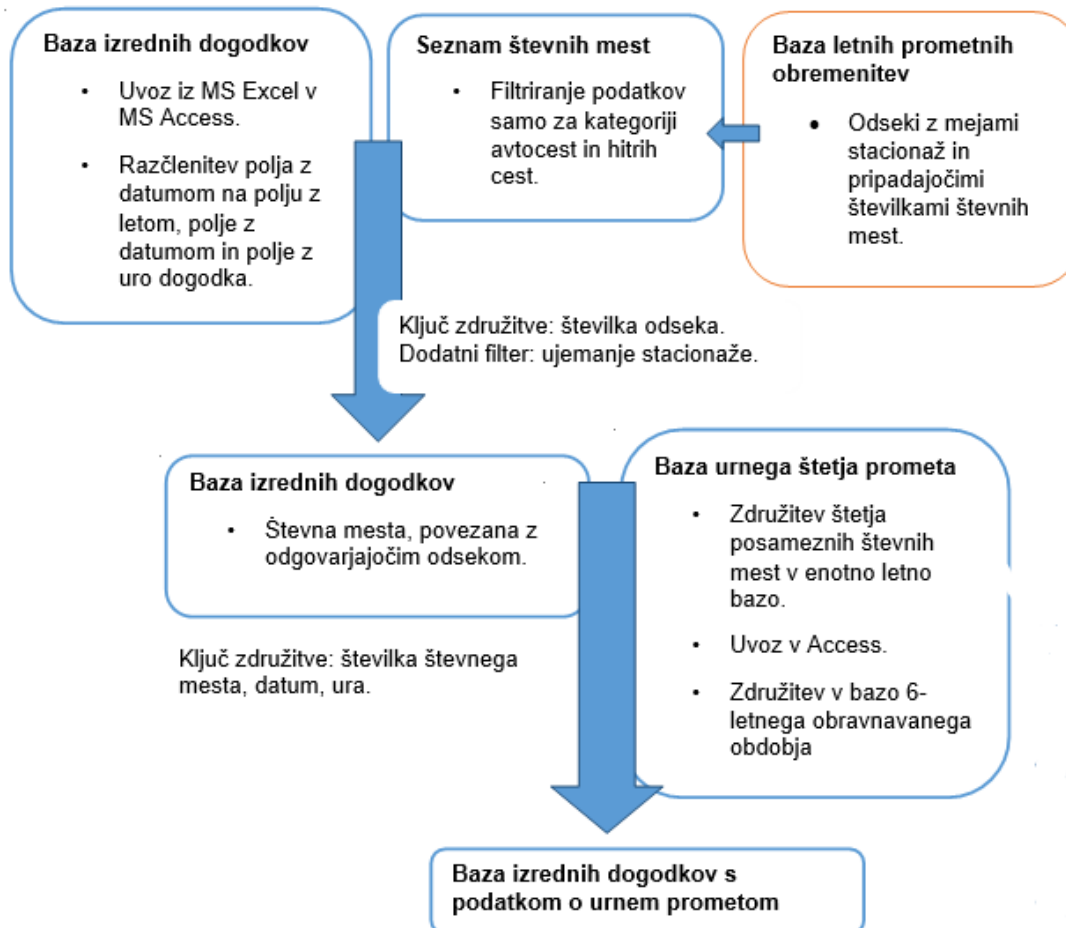 Baza izrednih dogodkov
• Uvoz iz MS Excel v
MS Access.
• Razčlenitev polja z
datumom na polju z
letom, polje z
datumom in polje z
uro dogodka.
Seznam števnih mest
• Filtriranje podatkov
samo za kategoriji
avtocest in hitrih
cest.
Baza letnih prometnih
obremenitev
• Odseki z mejami
stacionaž in
pripadajočimi
številkami števnih
mest.
Ključ združitve: številka odseka.
Dodatni filter: ujemanje stacionaže.
Baza izrednih dogodkov
• Števna mesta, povezana z
odgovarjajočim odsekom.
Ključ združitve: številka števnega
mesta, datum, ura.
Baza urnega štetja prometa
• Združitev štetja
posameznih števnih
mest v enotno letno
bazo.
• Uvoz v Access.
• Združitev v bazo 6-
letnega obravnavanega
obdobja
Baza izrednih dogodkov s
podatkom o urnem prometom